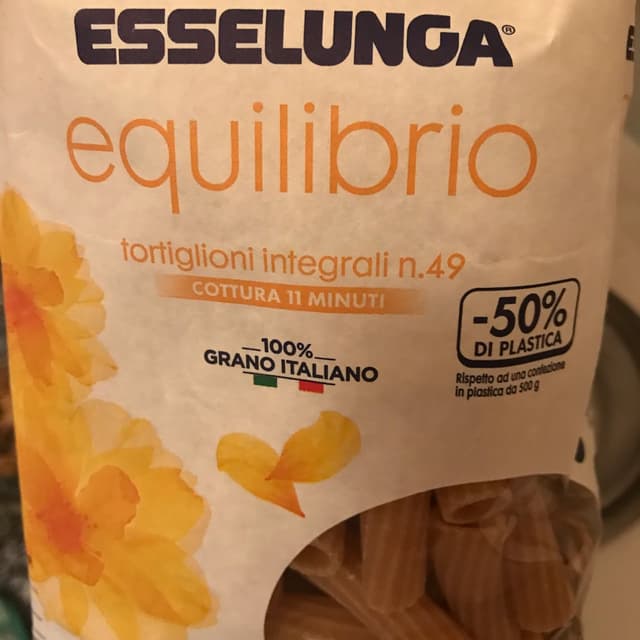 ESSELUNGA®
equilibrio
tortiglioni integrali n.49
COTTURA 11 MINUTI
-50%
DI PLASTICA
Rispetto ad una confezione
in plastica da 500 g
100%
GRANO ITALIANO